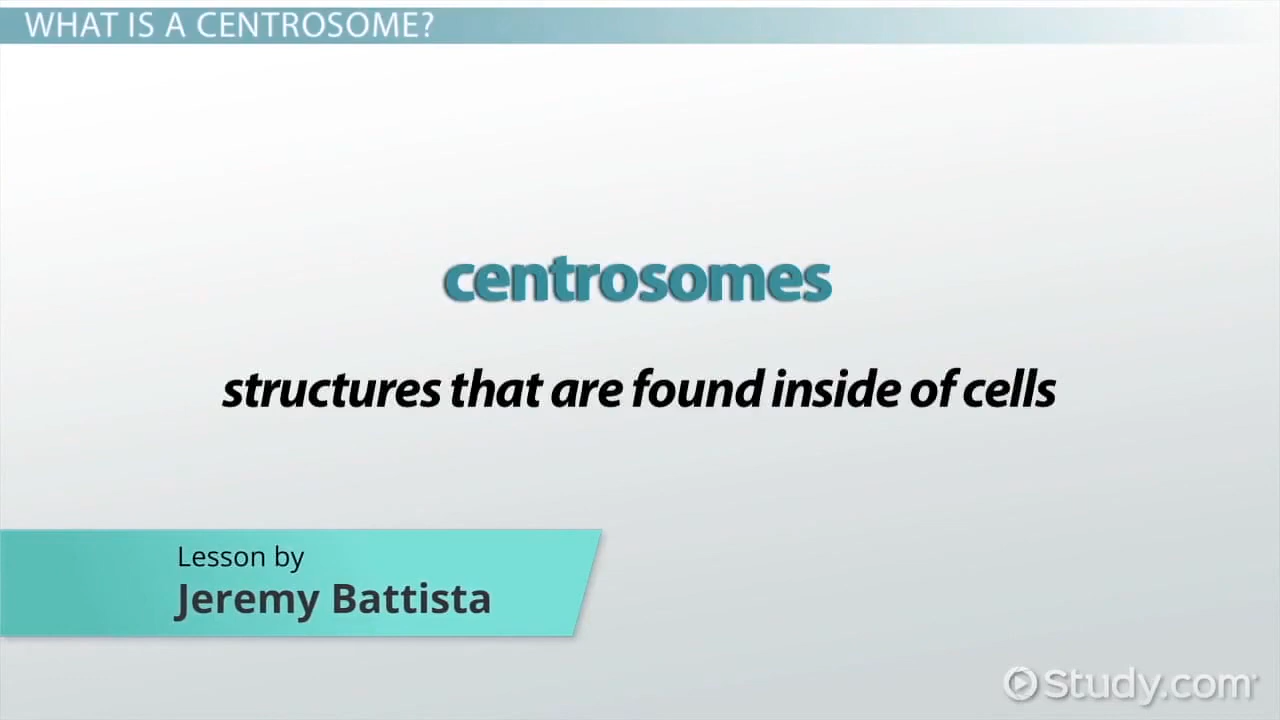 WHAT IS A CENTROSOME?
centrosomes
structures that are found inside of cells
Lesson by
Jeremy Battista
Study.com